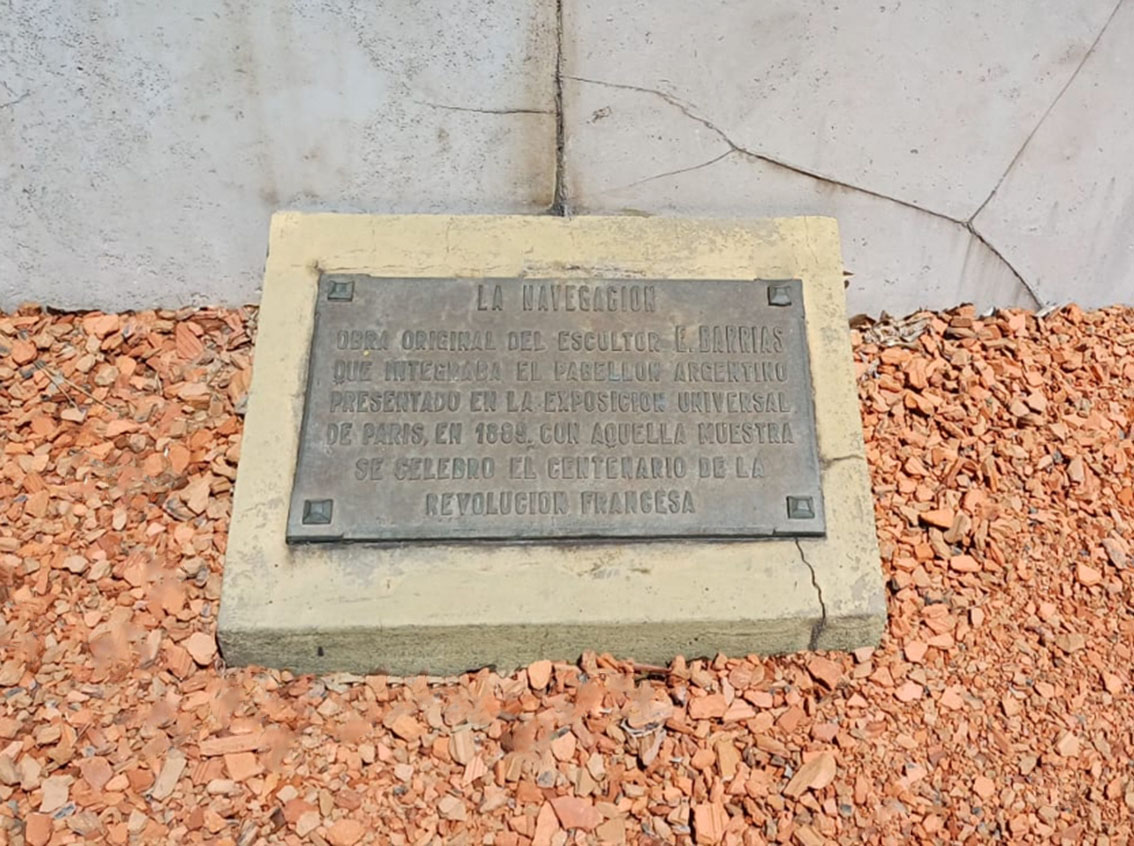 LA NAVEGACION
OBRA ORIGINAL DEL ESCULTOR E. BARRIAS
QUE INTEGRABA EL PABELLON ARGENTINO
PRESENTADO EN LA EXPOSICION UNIVERSAL
DE PARIS, EN 1889, CON AQUELLA MUESTRA
SE CELEBRO EL CENTENARIO DE LA
REVOLUCION FRANCESA